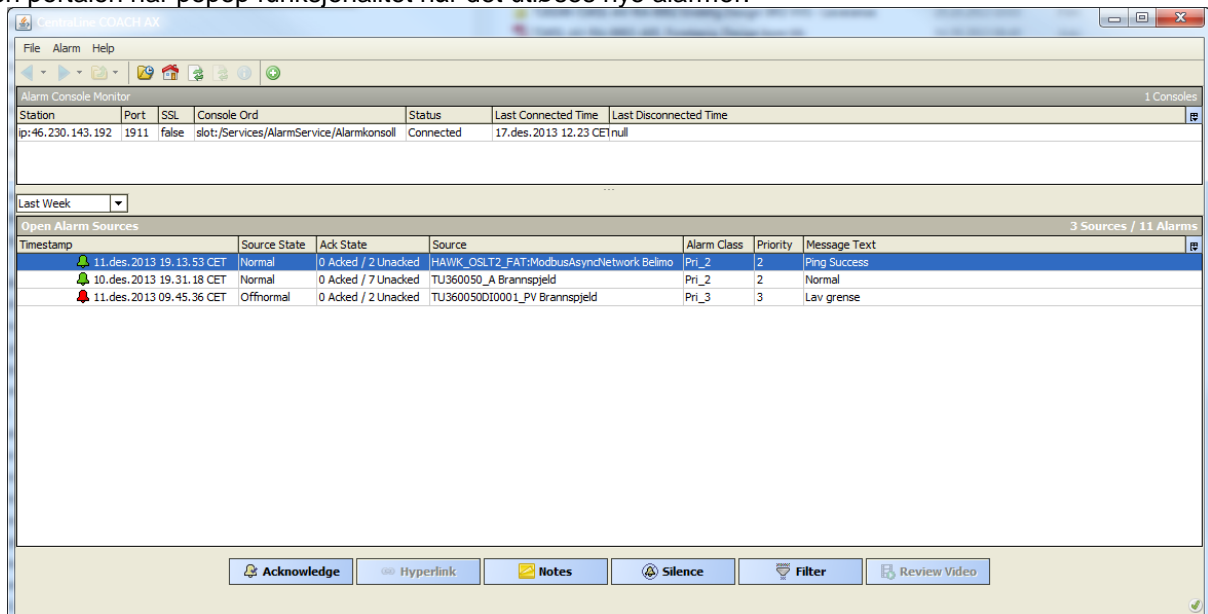 CentraLine COACH AX
File Alarm Help
Alarm Console Monitor 1 Consoles
Station Port SSL Console Ord Status Last Connected Time Last Disconnected Time
ip:46.230.143.192 1911 false slot:/Services/AlarmService/Alarmkonsoll Connected 17.des.2013 12.23 CET null
Last Week
Open Alarm Sources 3 Sources / 11 Alarms
Timestamp Source State Ack State Source Alarm Class Priority Message Text
11.des.2013 19.13.53 CET Normal 0 Acked / 2 Unacked HAWK_OSLT2_FAT:ModbusAsyncNetwork Belimo Pri_2 2 Ping Success
10.des.2013 19.31.18 CET Normal 0 Acked / 7 Unacked TU360050_A Brannspjeld Pri_2 2 Normal
11.des.2013 09.45.36 CET Offnormal 0 Acked / 2 Unacked TU360050DI0001_PV Brannspjeld Pri_3 3 Lav grense
Acknowledge Hyperlink Notes Silence Filter Review Video